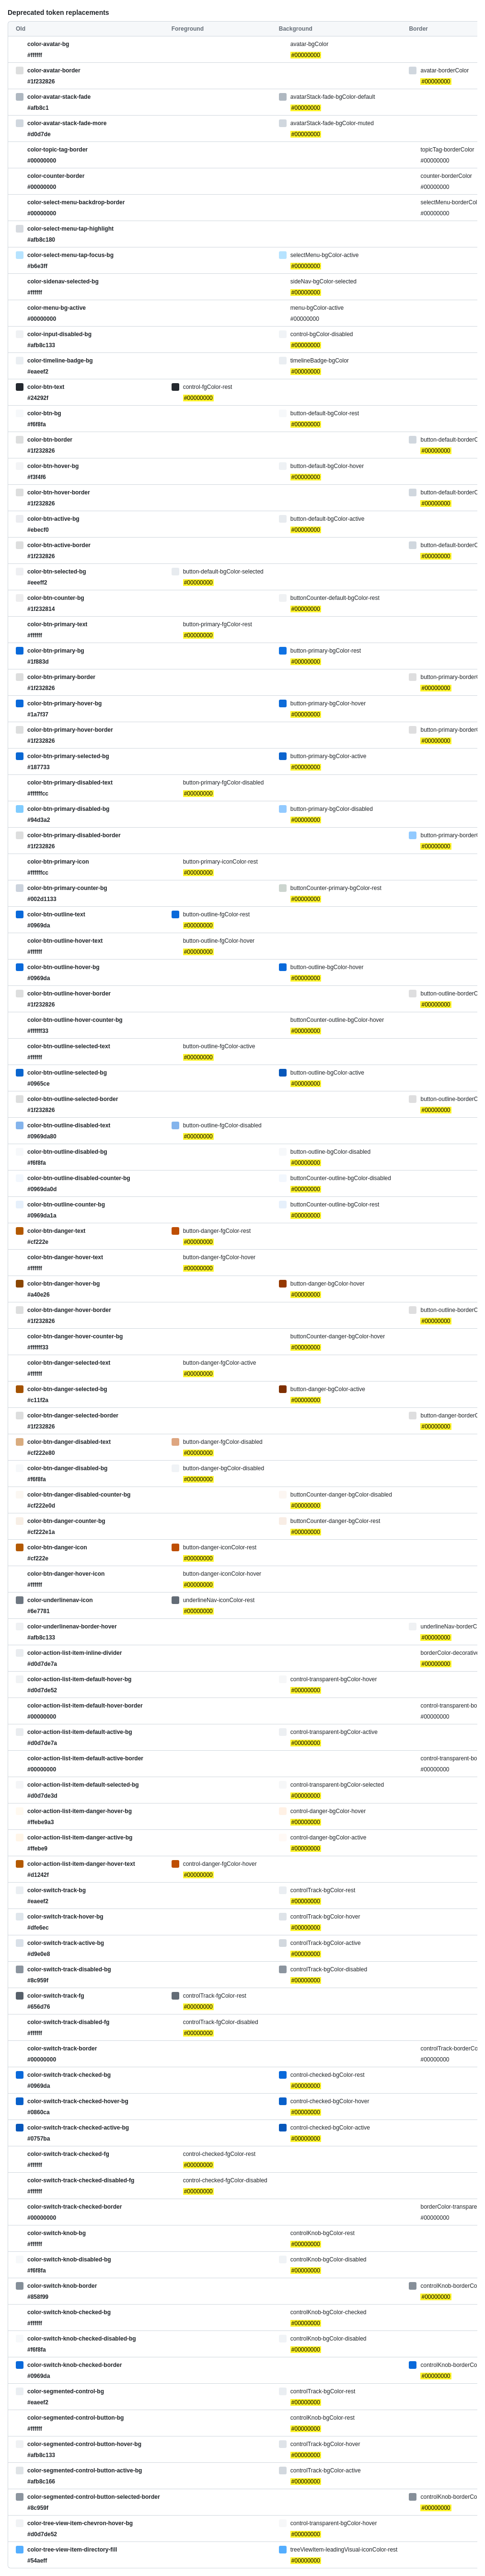 Deprecated token replacements
Old Foreground Background Border
color-avatar-bg avatar-bgColor
#ffffff #00000000
color-avatar-border avatar-borderColor
#1f232826 #00000000
color-avatar-stack-fade avatarStack-fade-bgColor-default
#afb8c1 #00000000
color-avatar-stack-fade-more avatarStack-fade-bgColor-muted
#d0d7de #00000000
color-topic-tag-border topicTag-borderColor
#00000000 #00000000
color-counter-border counter-borderColor
#00000000 #00000000
color-select-menu-backdrop-border selectMenu-borderCol
#00000000 #00000000
color-select-menu-tap-highlight
#afb8c180
color-select-menu-tap-focus-bg selectMenu-bgColor-active
#b6e3ff #00000000
color-sidenav-selected-bg sideNav-bgColor-selected
#ffffff #00000000
color-menu-bg-active menu-bgColor-active
#00000000 #00000000
color-input-disabled-bg control-bgColor-disabled
#afb8c133 #00000000
color-timeline-badge-bg timelineBadge-bgColor
#eaeef2 #00000000
color-btn-text control-fgColor-rest
#24292f #00000000
color-btn-bg button-default-bgColor-rest
#f6f8fa #00000000
color-btn-border button-default-borderC
#1f232826 #00000000
color-btn-hover-bg button-default-bgColor-hover
#f3f4f6 #00000000
color-btn-hover-border button-default-borderC
#1f232826 #00000000
color-btn-active-bg button-default-bgColor-active
#ebecf0 #00000000
color-btn-active-border button-default-borderC
#1f232826 #00000000
color-btn-selected-bg button-default-bgColor-selected
#eeeff2 #00000000
color-btn-counter-bg buttonCounter-default-bgColor-rest
#1f232814 #00000000
color-btn-primary-text button-primary-fgColor-rest
#ffffff #00000000
color-btn-primary-bg button-primary-bgColor-rest
#1f883d #00000000
color-btn-primary-border button-primary-border
#1f232826 #00000000
color-btn-primary-hover-bg button-primary-bgColor-hover
#1a7f37 #00000000
color-btn-primary-hover-border button-primary-border
#1f232826 #00000000
color-btn-primary-selected-bg button-primary-bgColor-active
#187733 #00000000
color-btn-primary-disabled-text button-primary-fgColor-disabled
#ffffffcc #00000000
color-btn-primary-disabled-bg button-primary-bgColor-disabled
#94d3a2 #00000000
color-btn-primary-disabled-border button-primary-border
#1f232826 #00000000
color-btn-primary-icon button-primary-iconColor-rest
#ffffffcc #00000000
color-btn-primary-counter-bg buttonCounter-primary-bgColor-rest
#002d1133 #00000000
color-btn-outline-text button-outline-fgColor-rest
#0969da #00000000
color-btn-outline-hover-text button-outline-fgColor-hover
#ffffff #00000000
color-btn-outline-hover-bg button-outline-bgColor-hover
#0969da #00000000
color-btn-outline-hover-border button-outline-borderC
#1f232826 #00000000
color-btn-outline-hover-counter-bg buttonCounter-outline-bgColor-hover
#ffffff33 #00000000
color-btn-outline-selected-text button-outline-fgColor-active
#ffffff #00000000
color-btn-outline-selected-bg button-outline-bgColor-active
#0965ce #00000000
color-btn-outline-selected-border button-outline-borderC
#1f232826 #00000000
color-btn-outline-disabled-text button-outline-fgColor-disabled
#0969da80 #00000000
color-btn-outline-disabled-bg button-outline-bgColor-disabled
#f6f8fa #00000000
color-btn-outline-disabled-counter-bg buttonCounter-outline-bgColor-disabled
#0969da0d #00000000
color-btn-outline-counter-bg buttonCounter-outline-bgColor-rest
#0969da1a #00000000
color-btn-danger-text button-danger-fgColor-rest
#cf222e #00000000
color-btn-danger-hover-text button-danger-fgColor-hover
#ffffff #00000000
color-btn-danger-hover-bg button-danger-bgColor-hover
#a40e26 #00000000
color-btn-danger-hover-border button-outline-borderC
#1f232826 #00000000
color-btn-danger-hover-counter-bg buttonCounter-danger-bgColor-hover
#ffffff33 #00000000
color-btn-danger-selected-text button-danger-fgColor-active
#ffffff #00000000
color-btn-danger-selected-bg button-danger-bgColor-active
#c11f2a #00000000
color-btn-danger-selected-border button-danger-borderC
#1f232826 #00000000
color-btn-danger-disabled-text button-danger-fgColor-disabled
#cf222e80 #00000000
color-btn-danger-disabled-bg button-danger-bgColor-disabled
#f6f8fa #00000000
color-btn-danger-disabled-counter-bg buttonCounter-danger-bgColor-disabled
#cf222e0d #00000000
color-btn-danger-counter-bg buttonCounter-danger-bgColor-rest
#cf222e1a #00000000
color-btn-danger-icon button-danger-iconColor-rest
#cf222e #00000000
color-btn-danger-hover-icon button-danger-iconColor-hover
#ffffff #00000000
color-underlinenav-icon underlineNav-iconColor-rest
#6e7781 #00000000
color-underlinenav-border-hover underlineNav-borderC
#afb8c133 #00000000
color-action-list-item-inline-divider borderColor-decorative
#d0d7de7a #00000000
color-action-list-item-default-hover-bg control-transparent-bgColor-hover
#d0d7de52 #00000000
color-action-list-item-default-hover-border control-transparent-bo
#00000000 #00000000
color-action-list-item-default-active-bg control-transparent-bgColor-active
#d0d7de7a #00000000
color-action-list-item-default-active-border control-transparent-bo
#00000000 #00000000
color-action-list-item-default-selected-bg control-transparent-bgColor-selected
#d0d7de3d #00000000
color-action-list-item-danger-hover-bg control-danger-bgColor-hover
#ffebe9a3 #00000000
color-action-list-item-danger-active-bg control-danger-bgColor-active
#ffebe9 #00000000
color-action-list-item-danger-hover-text control-danger-fgColor-hover
#d1242f #00000000
color-switch-track-bg controlTrack-bgColor-rest
#eaeef2 #00000000
color-switch-track-hover-bg controlTrack-bgColor-hover
#dfe6ec #00000000
color-switch-track-active-bg controlTrack-bgColor-active
#d9e0e8 #00000000
color-switch-track-disabled-bg controlTrack-bgColor-disabled
#8c959f #00000000
color-switch-track-fg controlTrack-fgColor-rest
#656d76 #00000000
color-switch-track-disabled-fg controlTrack-fgColor-disabled
#ffffff #00000000
color-switch-track-border controlTrack-borderCo
#00000000 #00000000
color-switch-track-checked-bg control-checked-bgColor-rest
#0969da #00000000
color-switch-track-checked-hover-bg control-checked-bgColor-hover
#0860ca #00000000
color-switch-track-checked-active-bg control-checked-bgColor-active
#0757ba #00000000
color-switch-track-checked-fg control-checked-fgColor-rest
#ffffff #00000000
color-switch-track-checked-disabled-fg control-checked-fgColor-disabled
#ffffff #00000000
color-switch-track-checked-border borderColor-transpare
#00000000 #00000000
color-switch-knob-bg controlKnob-bgColor-rest
#ffffff #00000000
color-switch-knob-disabled-bg controlKnob-bgColor-disabled
#f6f8fa #00000000
color-switch-knob-border controlKnob-borderCo
#858f99 #00000000
color-switch-knob-checked-bg controlKnob-bgColor-checked
#ffffff #00000000
color-switch-knob-checked-disabled-bg controlKnob-bgColor-disabled
#f6f8fa #00000000
color-switch-knob-checked-border controlKnob-borderCo
#0969da #00000000
color-segmented-control-bg controlTrack-bgColor-rest
#eaeef2 #00000000
color-segmented-control-button-bg controlKnob-bgColor-rest
#ffffff #00000000
color-segmented-control-button-hover-bg controlTrack-bgColor-hover
#afb8c133 #00000000
color-segmented-control-button-active-bg controlTrack-bgColor-active
#afb8c166 #00000000
color-segmented-control-button-selected-border controlKnob-borderCo
#8c959f #00000000
color-tree-view-item-chevron-hover-bg control-transparent-bgColor-hover
#d0d7de52 #00000000
color-tree-view-item-directory-fill treeViewItem-leadingVisual-iconColor-rest
#54aeff #00000000